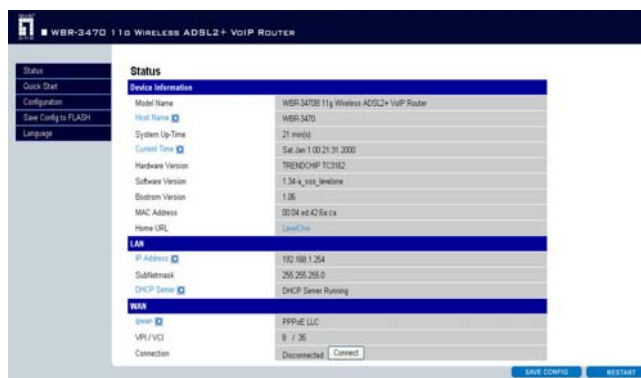 WBR-3470 11G WIRELESS ADSL2+ VOIP ROUTER
Status
Quick Start
Configuration
Save Config to FLASH
Language
Status
Device Information
Model Name WBR-3470B 11g Wireless ADSL2+ VoIP Router
Host Name WBR-3470
System Up-Time 21 min(s)
Current Time Sat Jan 1 00:21:31 2000
Hardware Version TRENDCHIP TC3162
Software Version
Bootrom Version 1.06
MAC Address 00:04:ed:42:6a:ca
Home URL LevelOne
LAN
IP Address 192.168.1.254
SubNetmask 255.255.255.0
DHCP Server DHCP Server Running
WAN
PPPoE LLC
VPI / VCI 8 / 35
Connection Disconnected Connect
SAVE CONFIG RESTART